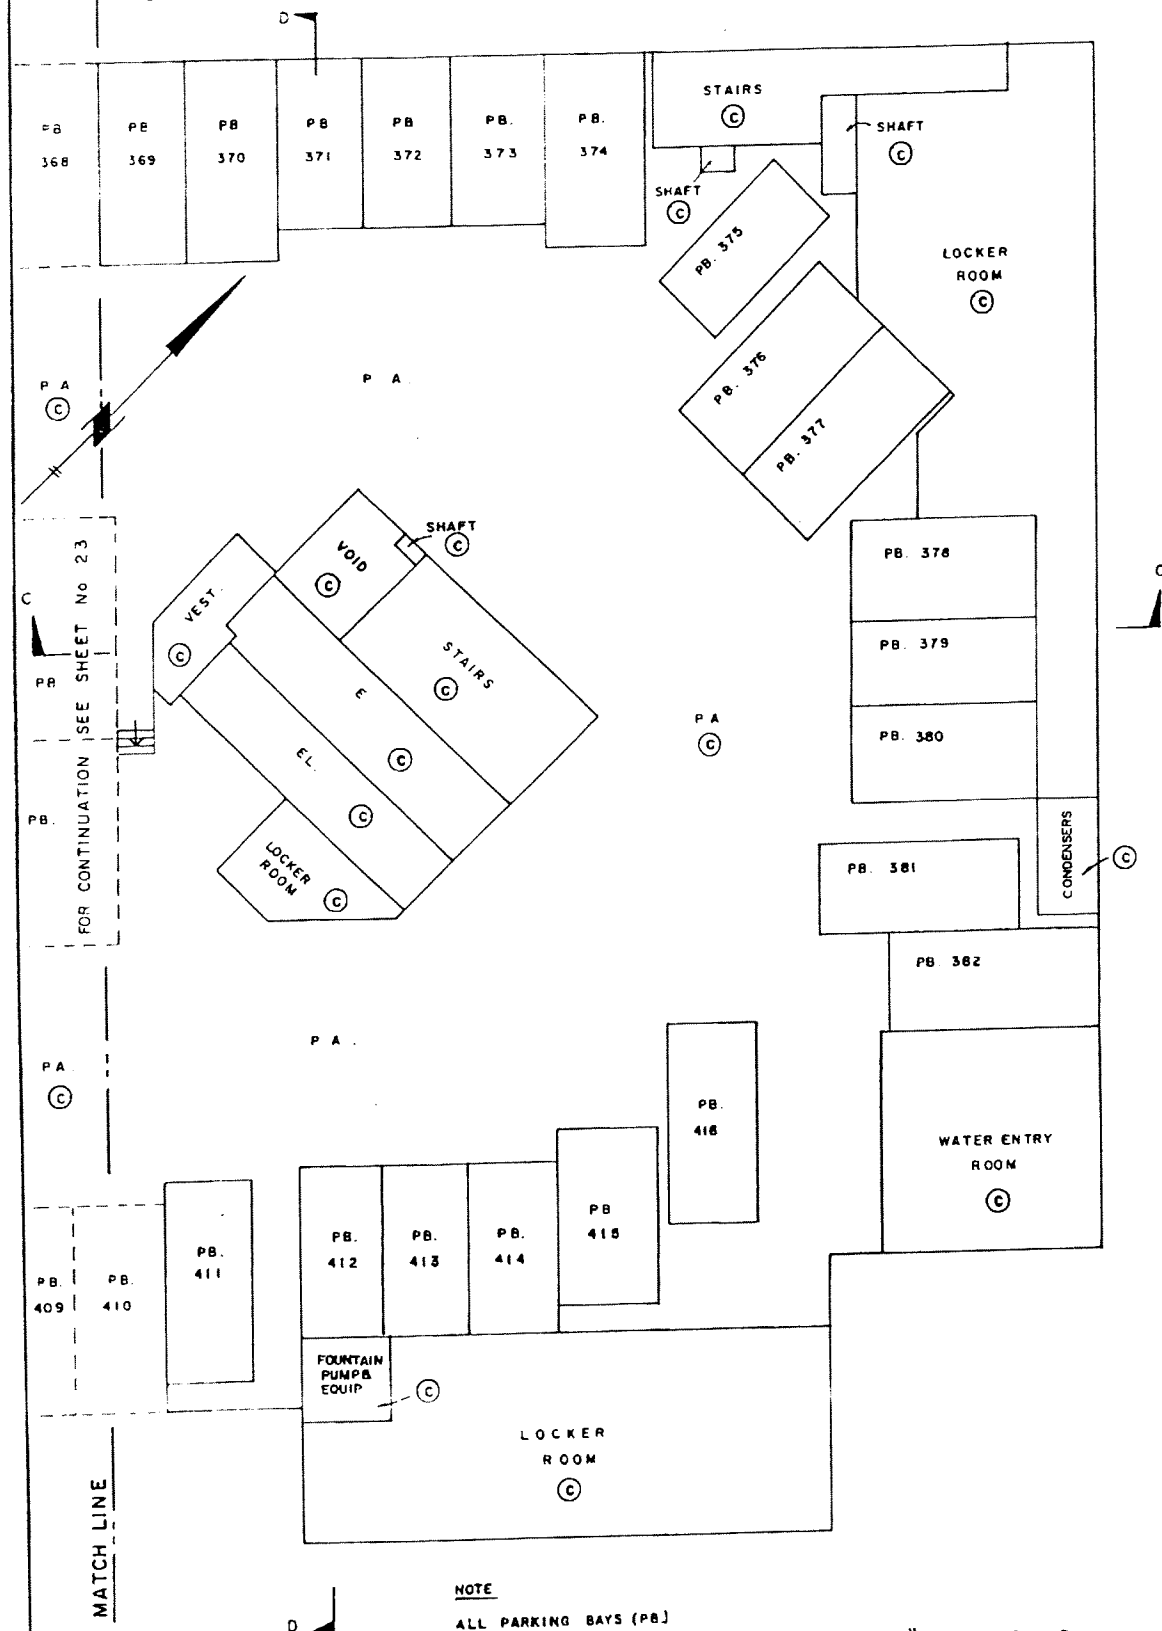 D
PB
368
PB
369
PB
370
PB
371
PB
372
PB.
373
PB.
374
STAIRS
C
SHAFT
C
SHAFT
C
PB. 375
LOCKER
ROOM
C
PB. 376
PB. 377
P A
C
P A.
SHAFT
C
VOID
C
VEST.
C
STAIRS
C
E
C
EL.
C
LOCKER
ROOM
C
P A
C
PB. 378
PB. 379
PB. 380
C
C
PB
PB.
FOR CONTINUATION SEE SHEET No 23
CONDENSERS
C
PB. 381
PB. 382
P A.
P A.
C
PB.
416
WATER ENTRY
ROOM
C
PB.
409
PB.
410
PB.
411
PB.
412
PB.
413
PB.
414
PB
415
FOUNTAIN
PUMP&
EQUIP
C
LOCKER
ROOM
C
MATCH LINE
D
NOTE
ALL PARKING BAYS (PB.)